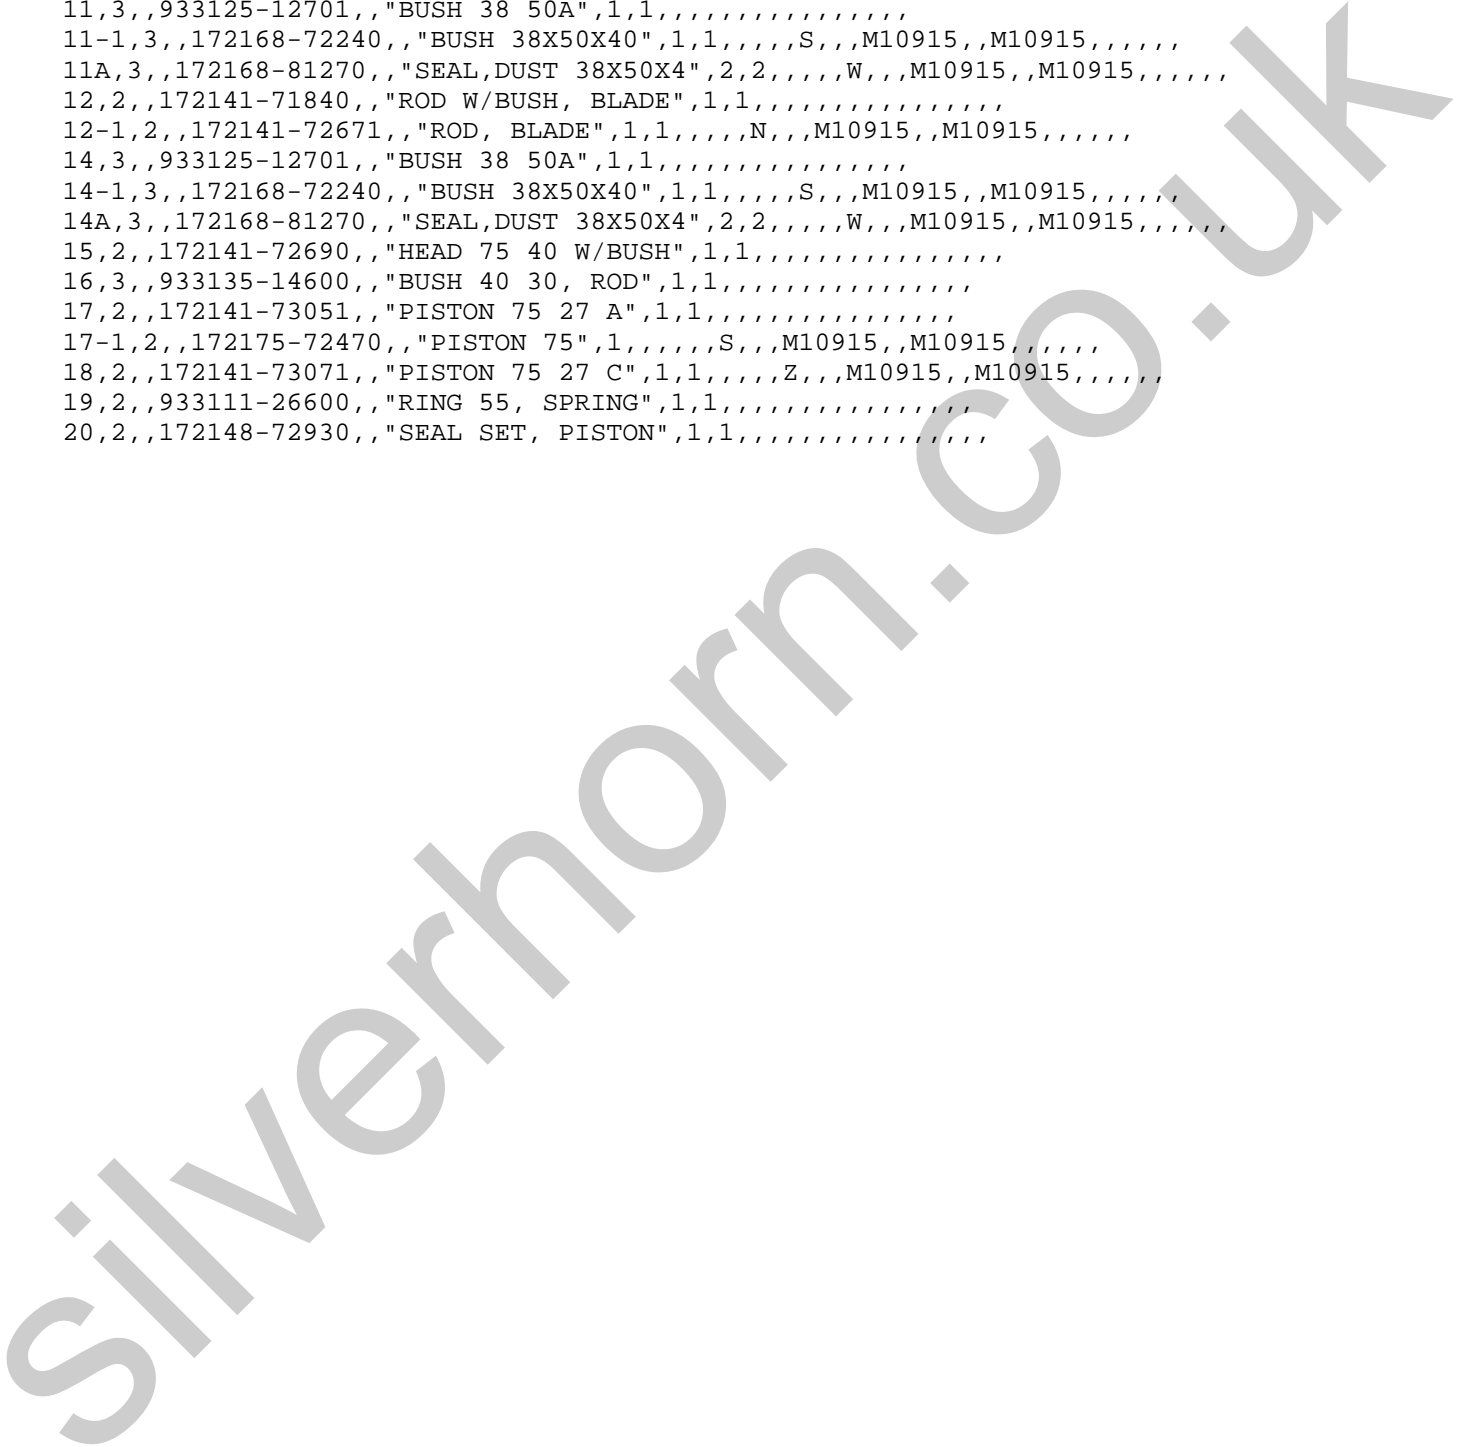 11,3,,933125-12701,,"BUSH 38 50A",1,1,,,,,,,,,,,,,,,,
11-1,3,,172168-72240,,"BUSH 38X50X40",1,1,,,,,S,,,M10915,,M10915,,,,,,
11A,3,,172168-81270,,"SEAL,DUST 38X50X4",2,2,,,,,W,,,M10915,,M10915,,,,,,
12,2,,172141-71840,,"ROD W/BUSH, BLADE",1,1,,,,,,,,,,,,,,,,
12-1,2,,172141-72671,,"ROD, BLADE",1,1,,,,,N,,,M10915,,M10915,,,,,,
14,3,,933125-12701,,"BUSH 38 50A",1,1,,,,,,,,,,,,,,,,
14-1,3,,172168-72240,,"BUSH 38X50X40",1,1,,,,,S,,,M10915,,M10915,,,,,,
14A,3,,172168-81270,,"SEAL,DUST 38X50X4",2,2,,,,,W,,,M10915,,M10915,,,,,,
15,2,,172141-72690,,"HEAD 75 40 W/BUSH",1,1,,,,,,,,,,,,,,,,
16,3,,933135-14600,,"BUSH 40 30, ROD",1,1,,,,,,,,,,,,,,,,
17,2,,172141-73051,,"PISTON 75 27 A",1,1,,,,,,,,,,,,,,,,
17-1,2,,172175-72470,,"PISTON 75",1,,,,,,S,,,M10915,,M10915,,,,,,
18,2,,172141-73071,,"PISTON 75 27 C",1,1,,,,,Z,,,M10915,,M10915,,,,,,
19,2,,933111-26600,,"RING 55, SPRING",1,1,,,,,,,,,,,,,,,,
20,2,,172148-72930,,"SEAL SET, PISTON",1,1,,,,,,,,,,,,,,,,
silverhorn.co.uk